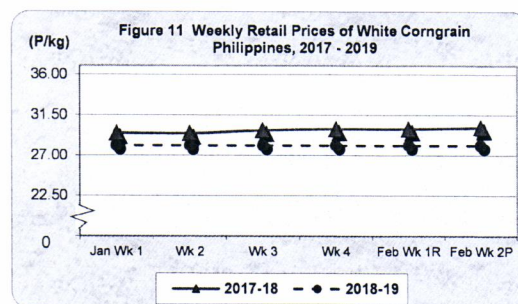 Figure 11 Weekly Retail Prices of White Corngrain
Philippines, 2017 - 2019
(P/kg)
36.00
31.50
27.00
22.50
0
Jan Wk 1 Wk 2 Wk 3 Wk 4 Feb Wk 1R Feb Wk 2P
2017-18 2018-19